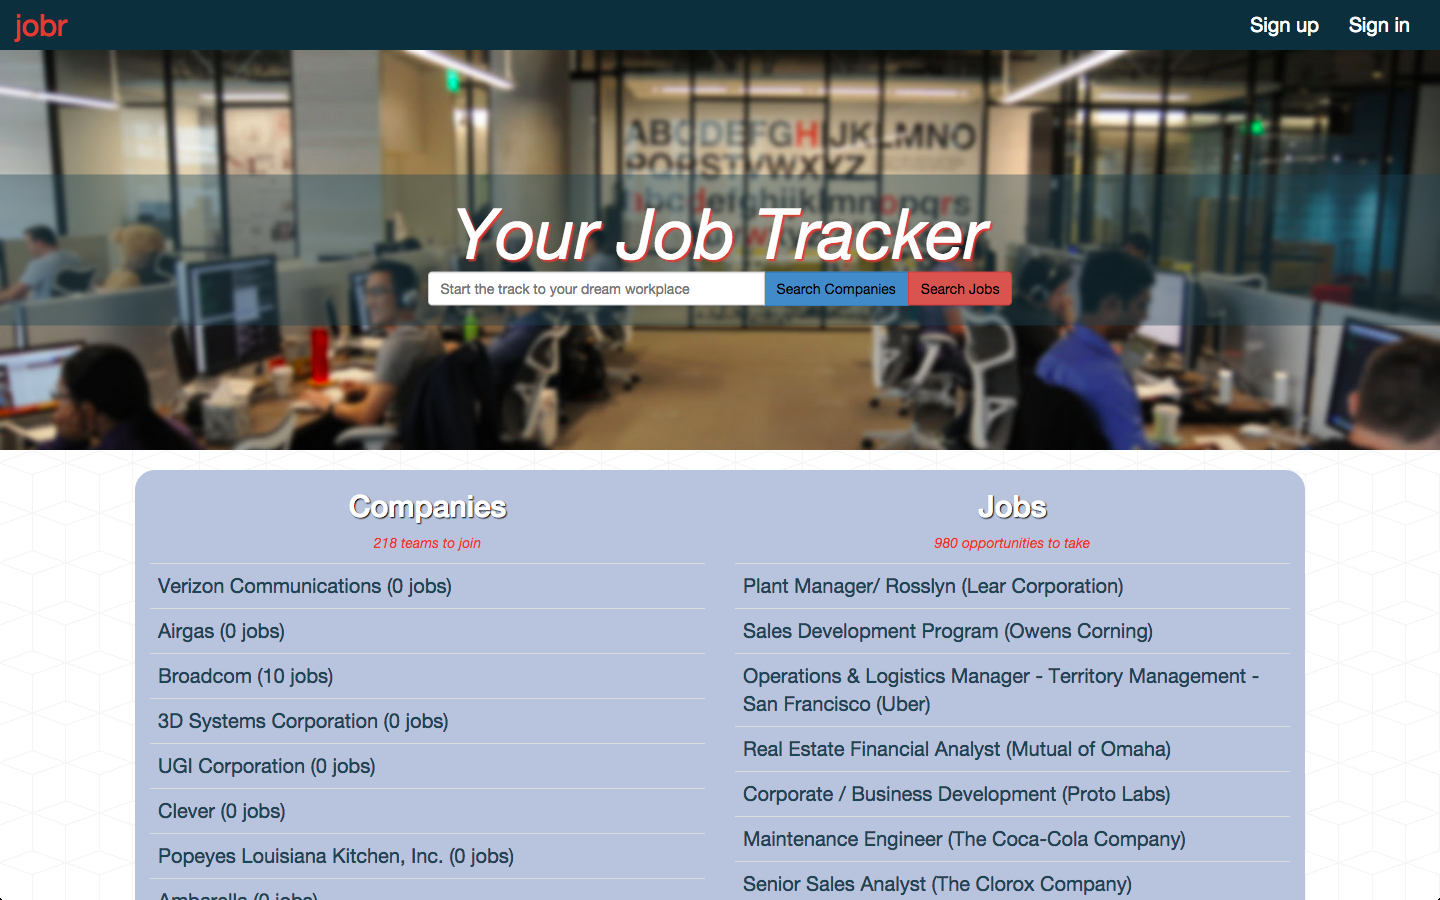 jobr
Sign up
Sign in
ABCDEFGHIJKLMNO
PQRSTVWXYZ
Your Job Tracker
Start the track to your dream workplace
Search Companies
Search Jobs
Companies
218 teams to join
Verizon Communications (0 jobs)
Airgas (0 jobs)
Broadcom (10 jobs)
3D Systems Corporation (0 jobs)
UGI Corporation (0 jobs)
Clever (0 jobs)
Popeyes Louisiana Kitchen, Inc. (0 jobs)
Ambarella (0 jobs)
Jobs
980 opportunities to take
Plant Manager/ Rosslyn (Lear Corporation)
Sales Development Program (Owens Corning)
Operations & Logistics Manager - Territory Management -
San Francisco (Uber)
Real Estate Financial Analyst (Mutual of Omaha)
Corporate / Business Development (Proto Labs)
Maintenance Engineer (The Coca-Cola Company)
Senior Sales Analyst (The Clorox Company)